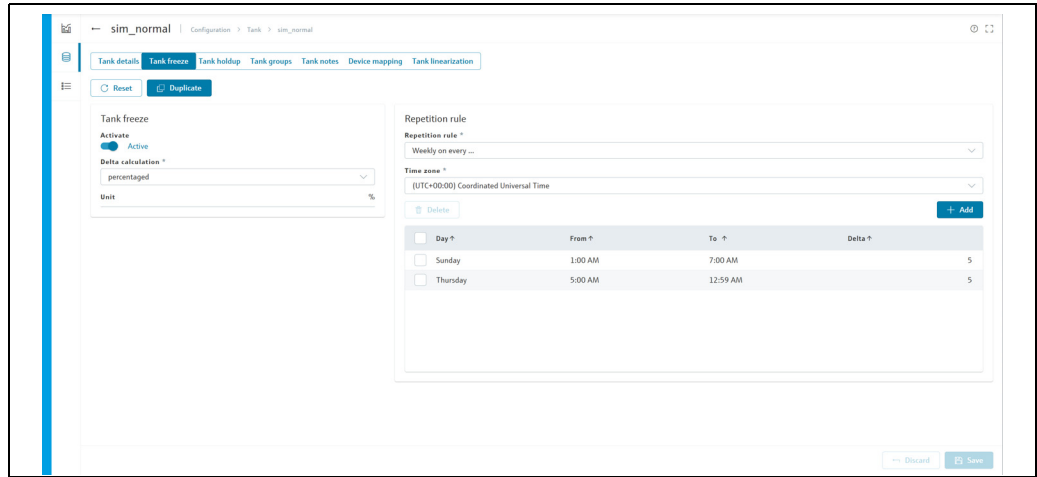 ← sim_normal | Configuration > Tank > sim_normal
Tank details Tank freeze Tank holdup Tank groups Tank notes Device mapping Tank linearization
Reset Duplicate
Tank freeze
Activate
Active
Delta calculation *
percentaged
Unit %
Repetition rule
Repetition rule *
Weekly on every ...
Time zone *
(UTC+00:00) Coordinated Universal Time
Delete + Add
Day ↑ From ↑ To ↑ Delta ↑
Sunday 1:00 AM 7:00 AM 5
Thursday 5:00 AM 12:59 AM 5
Discard Save